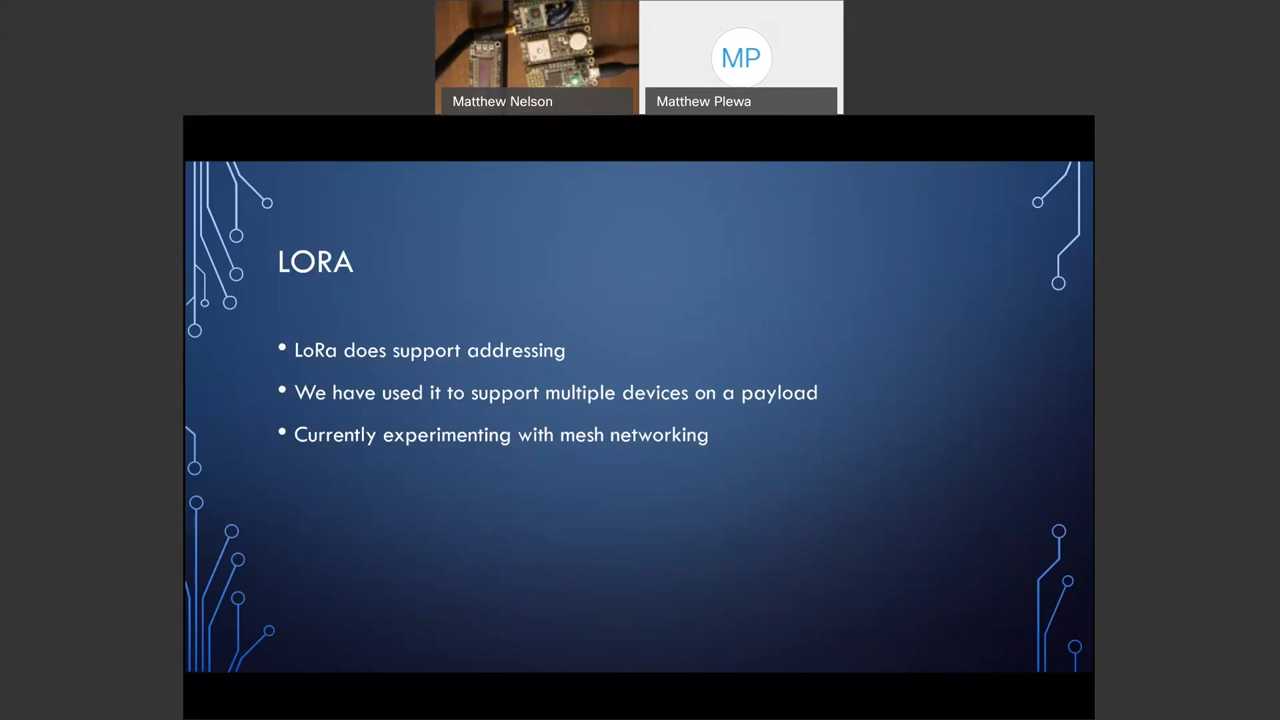 Matthew Nelson
MP
Matthew Plewa
LORA
• LoRa does support addressing
• We have used it to support multiple devices on a payload
• Currently experimenting with mesh networking